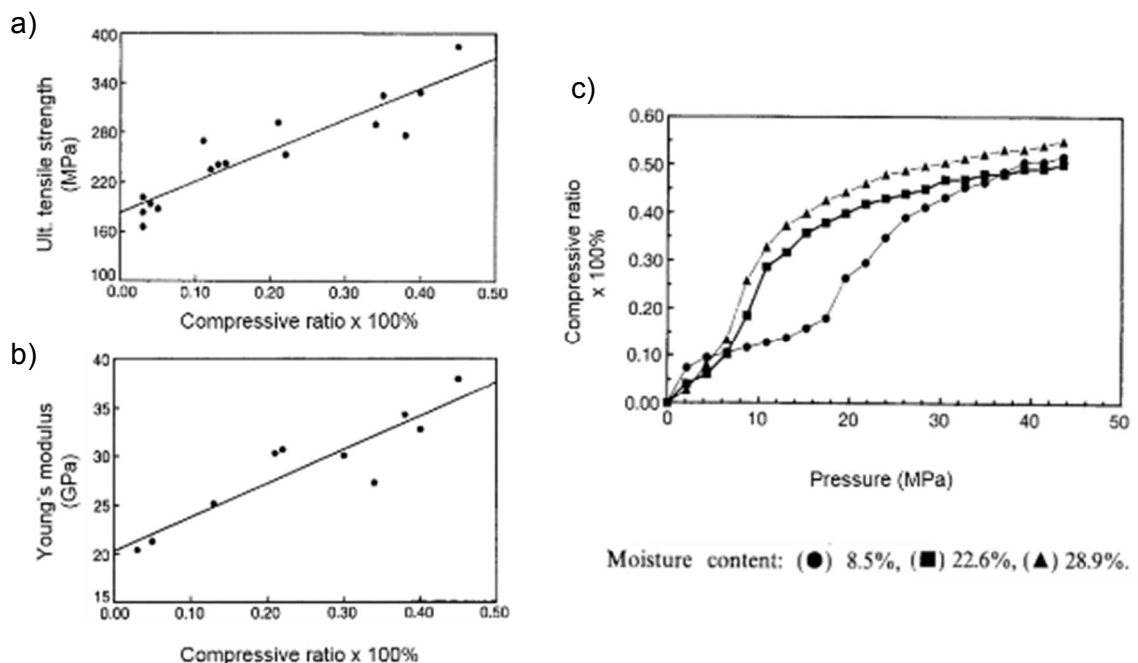 a)
Ult. tensile strength
(MPa)
400
340
280
220
160
100
0.00 0.10 0.20 0.30 0.40 0.50
Compressive ratio x 100%
b)
Young's modulus
(GPa)
40
35
30
25
20
15
0.00 0.10 0.20 0.30 0.40 0.50
Compressive ratio x 100%
c)
Compressive ratio
x 100%
0.60
0.50
0.40
0.30
0.20
0.10
0.00
0 10 20 30 40 50
Pressure (MPa)
Moisture content: (●) 8.5%, (■) 22.6%, (▲) 28.9%.